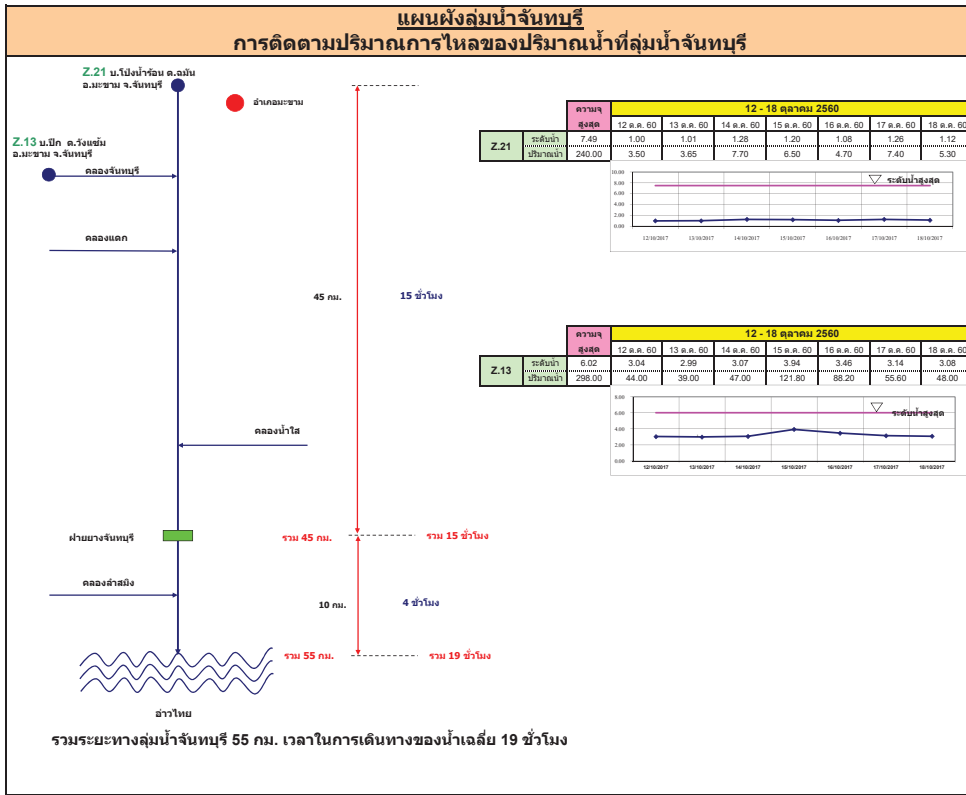 แผนผังลุ่มน้ำจันทบุรี
การติดตามปริมาณการไหลของปริมาณน้ำที่ลุ่มน้ำจันทบุรี
Z.21 บ.โป่งน้ำร้อน ต.ฉมัน
อ.มะขาม จ.จันทบุรี
อำเภอมะขาม
Z.13 บ.ปึก ต.วังแซ้ม
อ.มะขาม จ.จันทบุรี
คลองจันทบุรี
คลองแดก
45 กม. 15 ชั่วโมง
คลองน้ำใส
ฝายยางจันทบุรี รวม 45 กม. รวม 15 ชั่วโมง
คลองลำสมิง
10 กม. 4 ชั่วโมง
รวม 55 กม. รวม 19 ชั่วโมง
อ่าวไทย
รวมระยะทางลุ่มน้ำจันทบุรี 55 กม. เวลาในการเดินทางของน้ำเฉลี่ย 19 ชั่วโมง
ความจุ 12 - 18 ตุลาคม 2560
สูงสุด 12 ต.ค. 60 13 ต.ค. 60 14 ต.ค. 60 15 ต.ค. 60 16 ต.ค. 60 17 ต.ค. 60 18 ต.ค. 60
Z.21 ระดับน้ำ 7.49 1.00 1.01 1.28 1.20 1.08 1.26 1.12
ปริมาณน้ำ 240.00 3.50 3.65 7.70 6.50 4.70 7.40 5.30
10.00
8.00
6.00
4.00
2.00
0.00
ระดับน้ำสูงสุด
12/10/2017 13/10/2017 14/10/2017 15/10/2017 16/10/2017 17/10/2017 18/10/2017
ความจุ 12 - 18 ตุลาคม 2560
สูงสุด 12 ต.ค. 60 13 ต.ค. 60 14 ต.ค. 60 15 ต.ค. 60 16 ต.ค. 60 17 ต.ค. 60 18 ต.ค. 60
Z.13 ระดับน้ำ 6.02 3.04 2.99 3.07 3.94 3.46 3.14 3.08
ปริมาณน้ำ 298.00 44.00 39.00 47.00 121.80 88.20 55.60 48.00
8.00
6.00
4.00
2.00
0.00
ระดับน้ำสูงสุด
12/10/2017 13/10/2017 14/10/2017 15/10/2017 16/10/2017 17/10/2017 18/10/2017